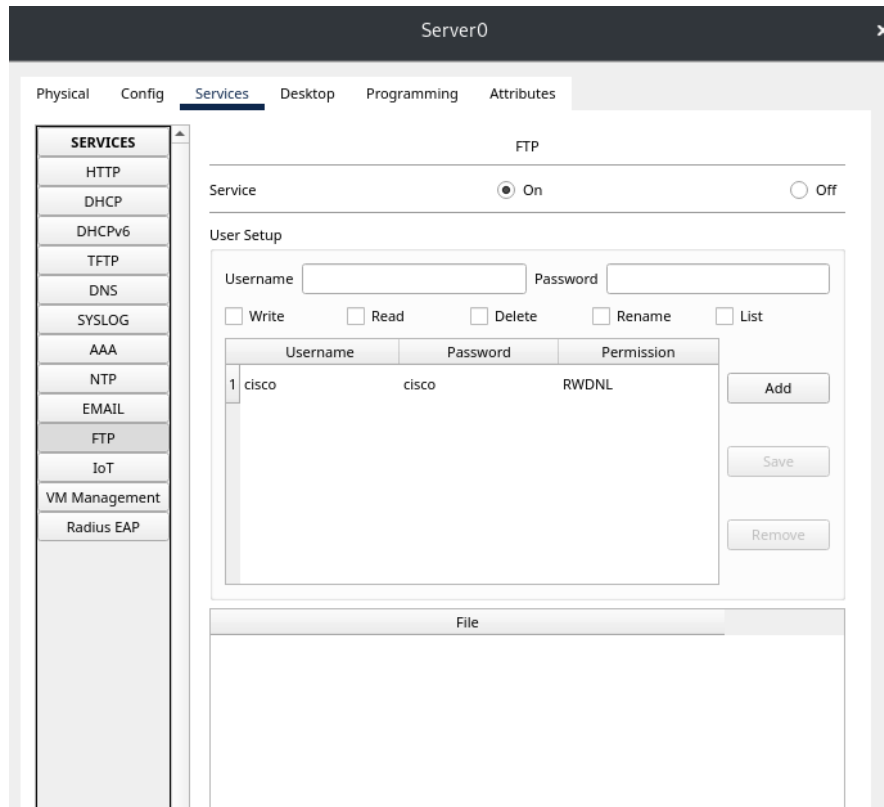 Server0
Physical Config Services Desktop Programming Attributes
SERVICES
HTTP
DHCP
DHCPv6
TFTP
DNS
SYSLOG
AAA
NTP
EMAIL
FTP
IoT
VM Management
Radius EAP
FTP
Service On Off
User Setup
Username Password
Write Read Delete Rename List
Username Password Permission
1 cisco cisco RWDNL
Add
Save
Remove
File